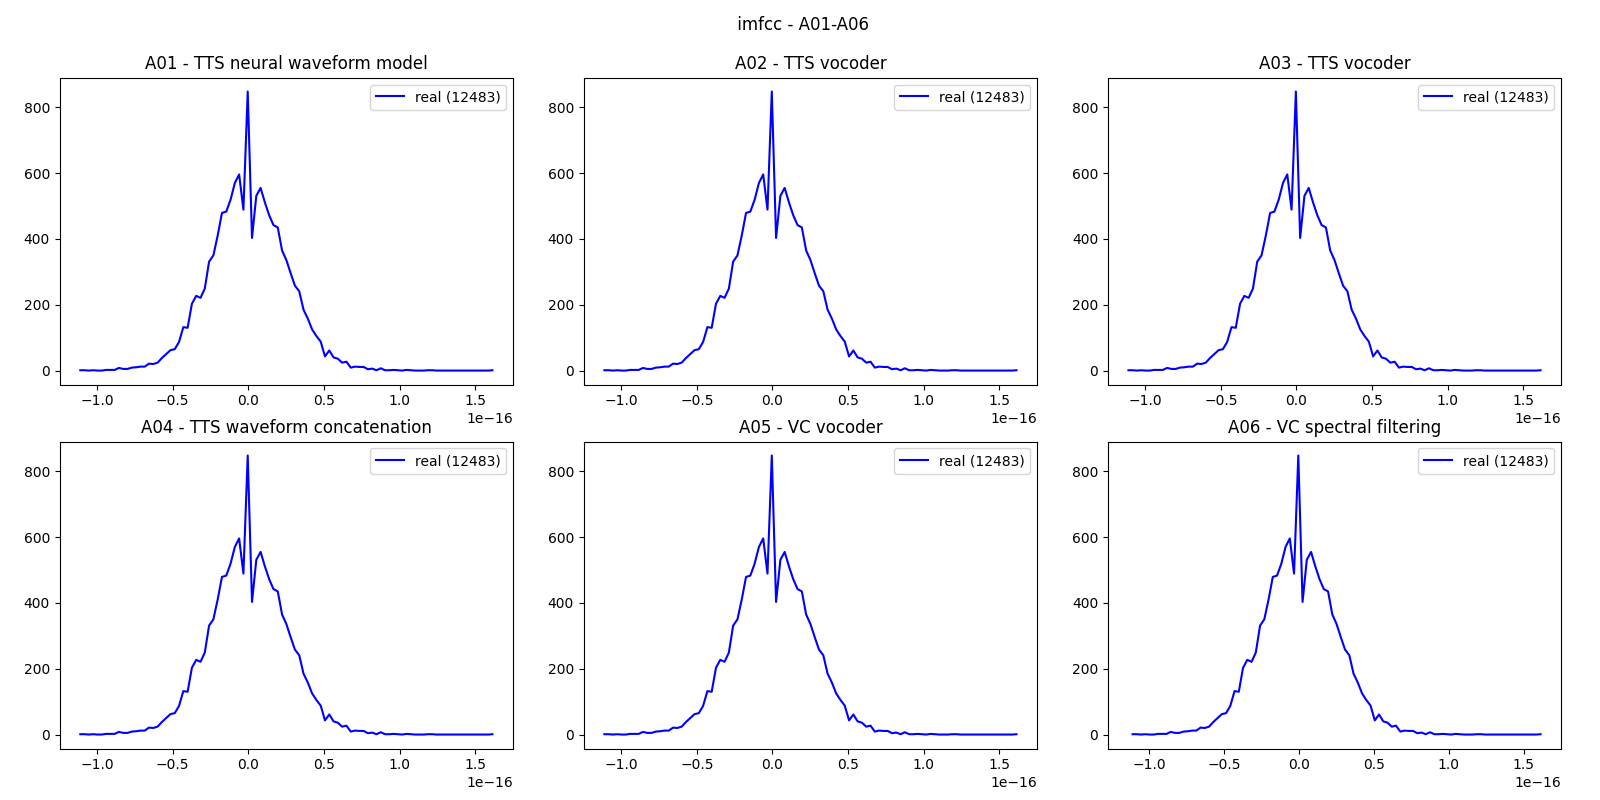 imfcc - A01-A06
A01 - TTS neural waveform model
A02 - TTS vocoder
A03 - TTS vocoder
real (12483)
real (12483)
real (12483)
800
600
400
200
0
800
600
400
200
0
800
600
400
200
0
−1.0 −0.5 0.0 0.5 1.0 1.5
1e−16
−1.0 −0.5 0.0 0.5 1.0 1.5
1e−16
−1.0 −0.5 0.0 0.5 1.0 1.5
1e−16
A04 - TTS waveform concatenation
A05 - VC vocoder
A06 - VC spectral filtering
real (12483)
real (12483)
real (12483)
800
600
400
200
0
800
600
400
200
0
800
600
400
200
0
−1.0 −0.5 0.0 0.5 1.0 1.5
1e−16
−1.0 −0.5 0.0 0.5 1.0 1.5
1e−16
−1.0 −0.5 0.0 0.5 1.0 1.5
1e−16